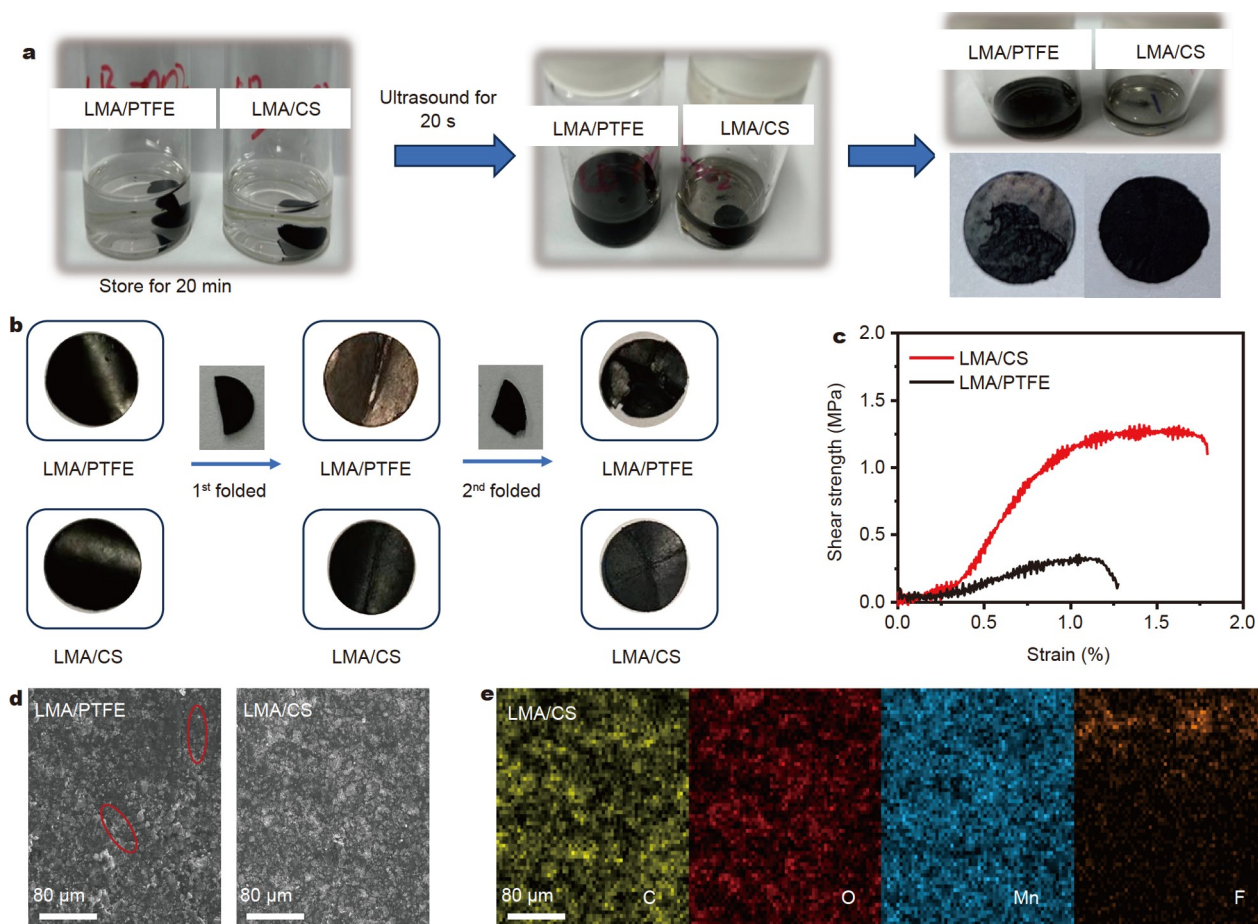 a
LMA/PTFE
LMA/CS
Store for 20 min
Ultrasound for
20 s
LMA/PTFE
LMA/CS
LMA/PTFE
LMA/CS
b
LMA/PTFE
1st folded
LMA/PTFE
2nd folded
LMA/PTFE
LMA/CS
LMA/CS
LMA/CS
c
2.0
1.5
1.0
0.5
0.0
Shear strength (MPa)
LMA/CS
LMA/PTFE
0.0
0.5
1.0
1.5
2.0
Strain (%)
d
LMA/PTFE
80 μm
LMA/CS
80 μm
e
LMA/CS
80 μm
C
O
Mn
F